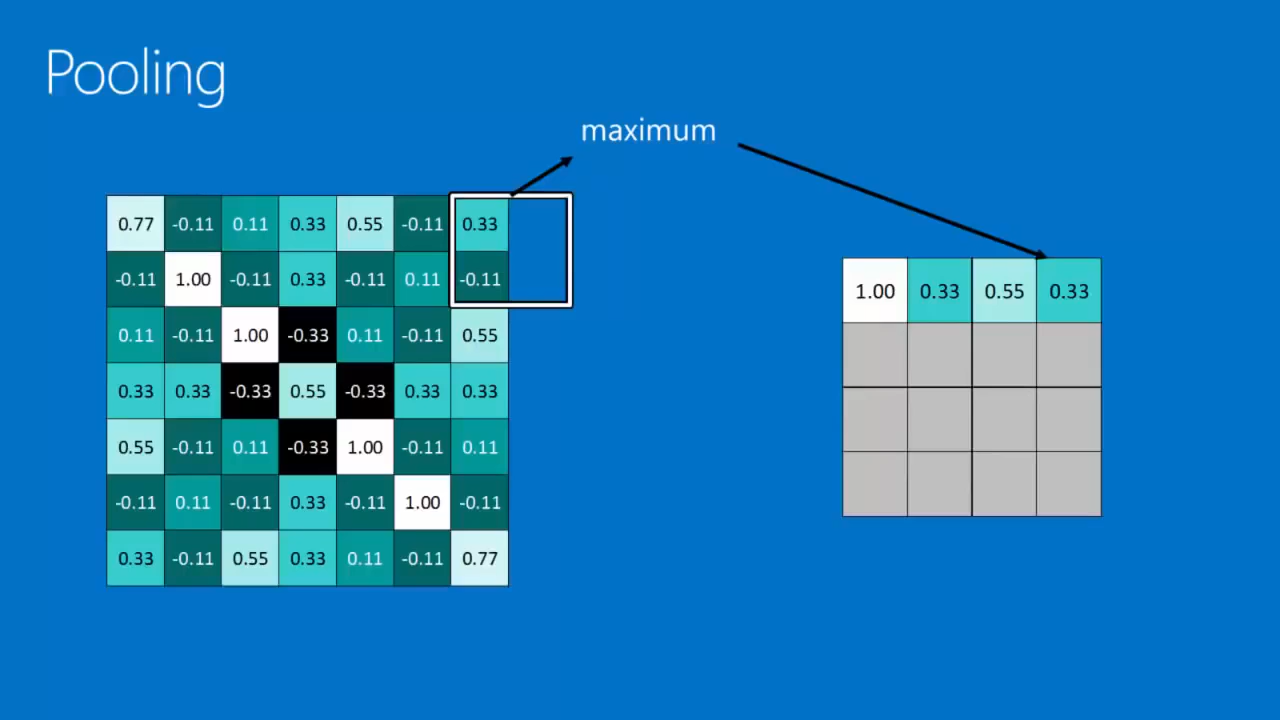 Pooling
maximum
0.77 -0.11 0.11 0.33 0.55 -0.11 0.33
-0.11 1.00 -0.11 0.33 -0.11 0.11 -0.11
0.11 -0.11 1.00 -0.33 0.11 -0.11 0.55
0.33 0.33 -0.33 0.55 -0.33 0.33 0.33
0.55 -0.11 0.11 -0.33 1.00 -0.11 0.11
-0.11 0.11 -0.11 0.33 -0.11 1.00 -0.11
0.33 -0.11 0.55 0.33 0.11 -0.11 0.77
1.00 0.33 0.55 0.33